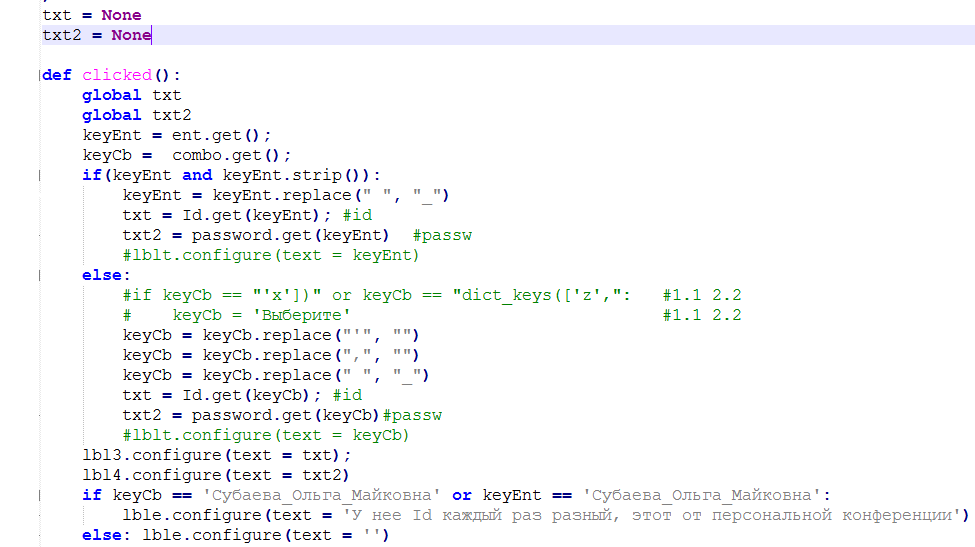 txt = None
txt2 = None
def clicked():
    global txt
    global txt2
    keyEnt = ent.get();
    keyCb =  combo.get();
    if(keyEnt and keyEnt.strip()):
        keyEnt = keyEnt.replace(" ", "_")
        txt = Id.get(keyEnt); #id
        txt2 = password.get(keyEnt)  #passw
        #lblt.configure(text = keyEnt)
    else:
        #if keyCb == "'x'])" or keyCb == "dict_keys(['z',":   #1.1 2.2
        #    keyCb = 'Выберите'                               #1.1 2.2
        keyCb = keyCb.replace("'", "")
        keyCb = keyCb.replace(",", "")
        keyCb = keyCb.replace(" ", "_")
        txt = Id.get(keyCb); #id
        txt2 = password.get(keyCb)#passw
        #lblt.configure(text = keyCb)
    lbl3.configure(text = txt);
    lbl4.configure(text = txt2)
    if keyCb == 'Субаева_Ольга_Майковна' or keyEnt == 'Субаева_Ольга_Майковна':
        lble.configure(text = 'У нее Id каждый раз разный, этот от персональной конференции')
    else: lble.configure(text = '')